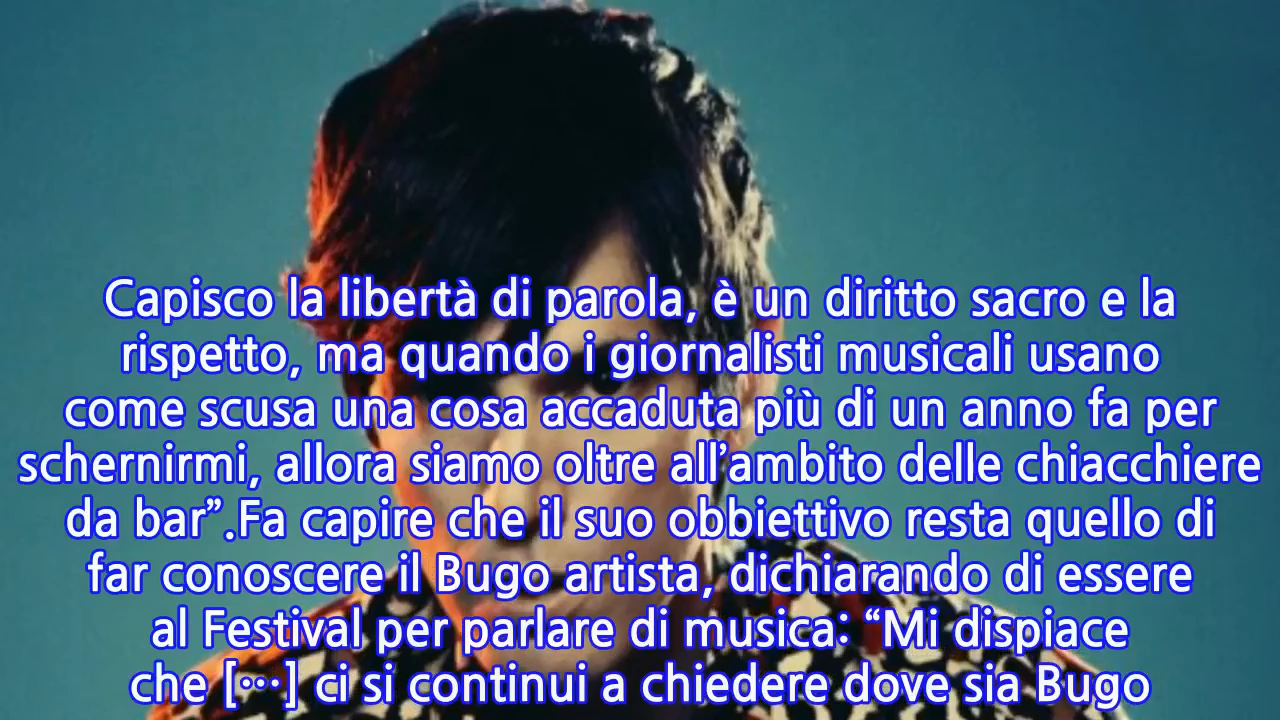 Capisco la libertà di parola, è un diritto sacro e la
rispetto, ma quando i giornalisti musicali usano
come scusa una cosa accaduta più di un anno fa per
schernirmi, allora siamo oltre all’ambito delle chiacchiere
da bar”.Fa capire che il suo obbiettivo resta quello di
far conoscere il Bugo artista, dichiarando di essere
al Festival per parlare di musica: “Mi dispiace
che [⋯] ci si continui a chiedere dove sia Bugo